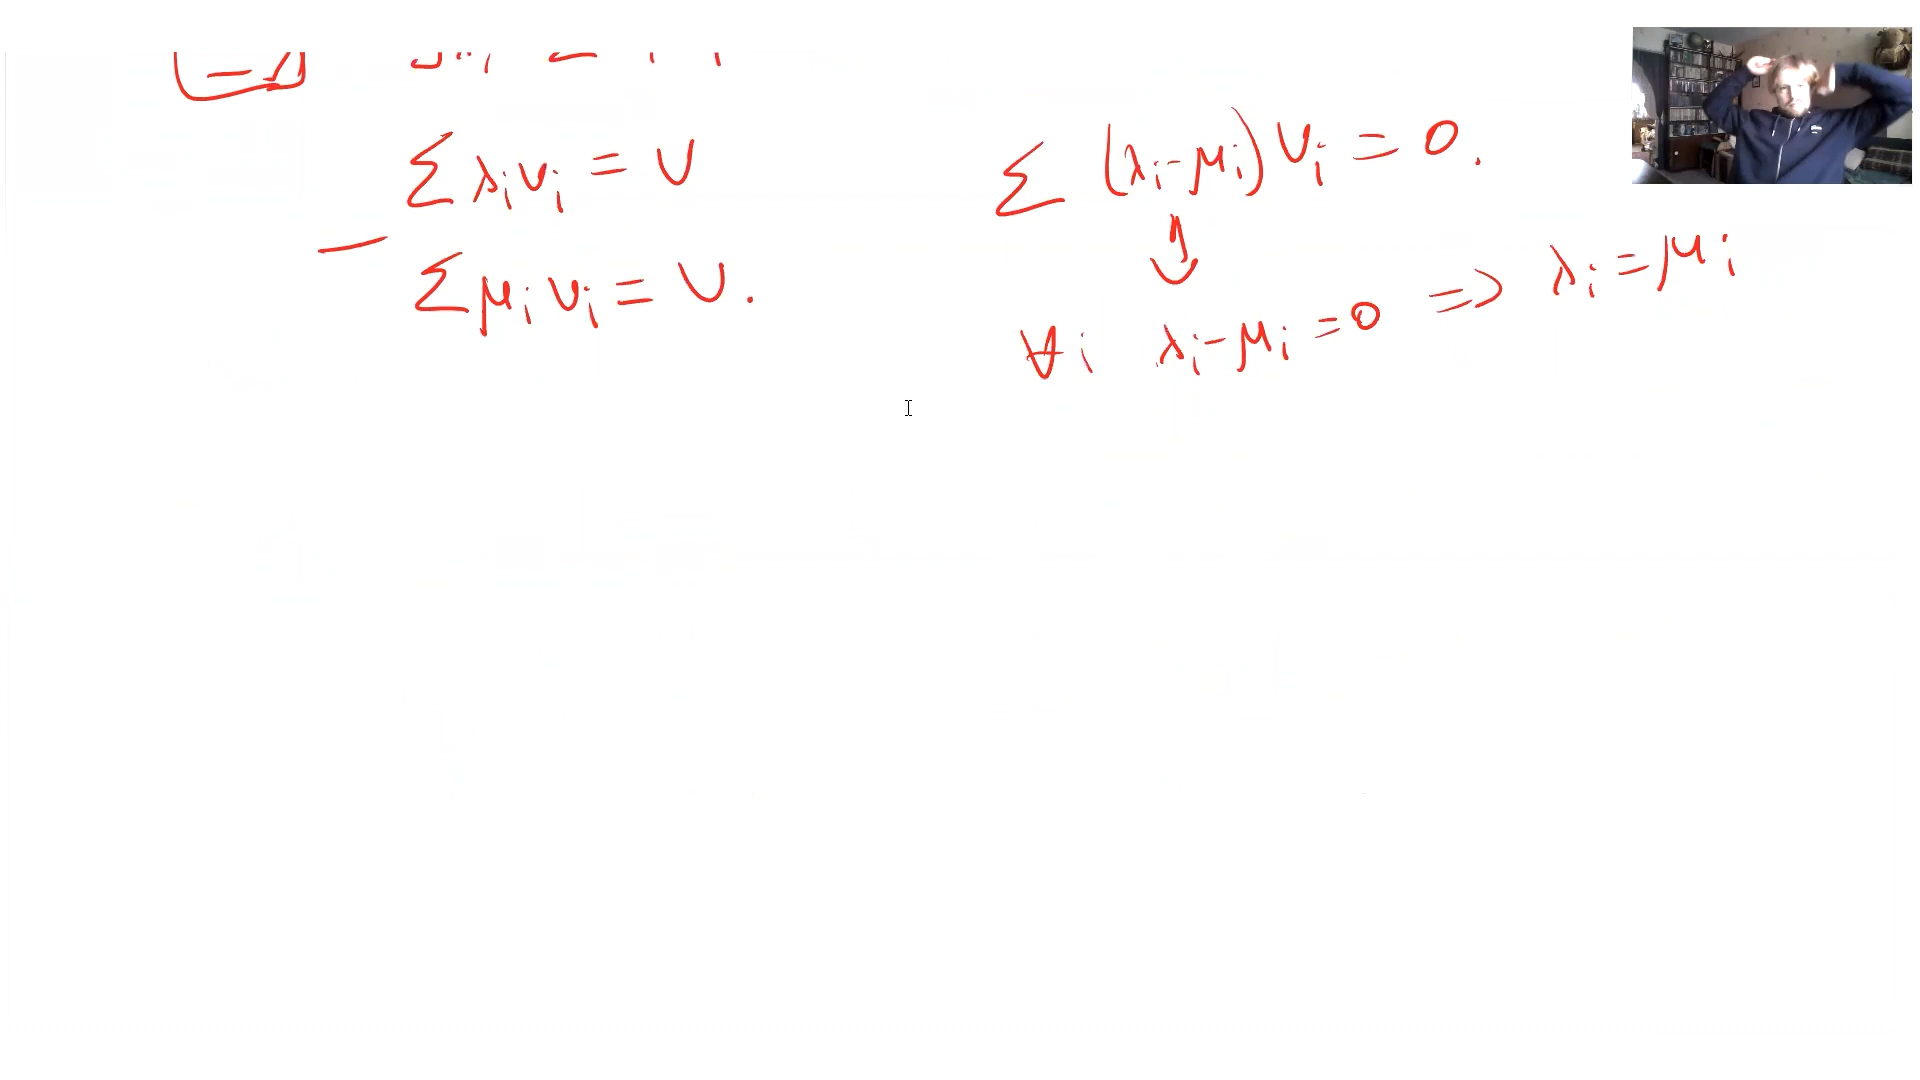 Σ λᵢvᵢ = v
— Σ μᵢvᵢ = v.
Σ (λᵢ-μᵢ)vᵢ = 0.
⇓
∀i λᵢ-μᵢ = 0 ⇒ λᵢ = μᵢ